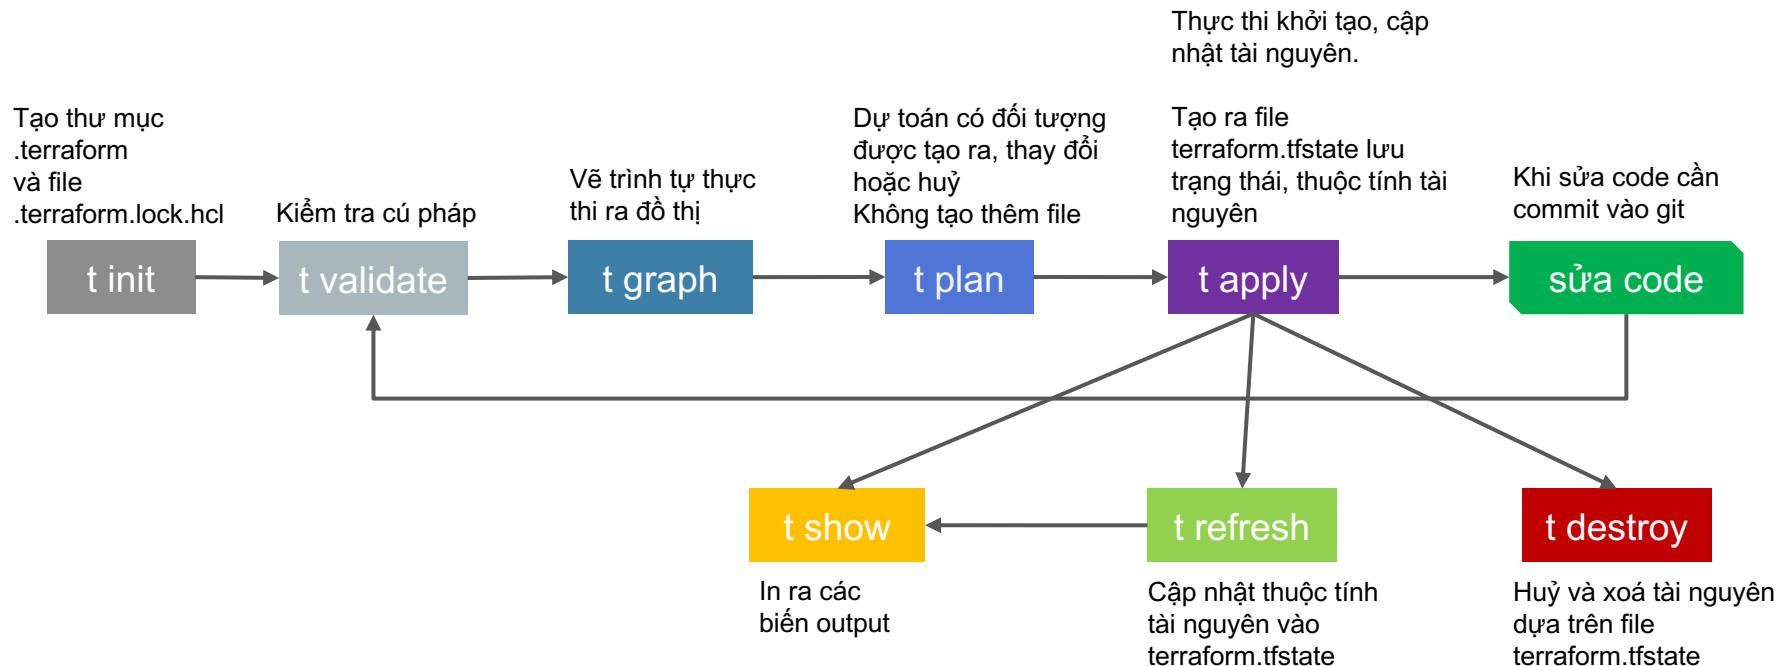 Thực thi khởi tạo, cập
nhật tài nguyên.
Tạo thư mục
.terraform
và file
.terraform.lock.hcl
Kiểm tra cú pháp
Vẽ trình tự thực
thi ra đồ thị
Dự toán có đối tượng
được tạo ra, thay đổi
hoặc huỷ
Không tạo thêm file
Tạo ra file
terraform.tfstate lưu
trạng thái, thuộc tính tài
nguyên
Khi sửa code cần
commit vào git
t init
t validate
t graph
t plan
t apply
sửa code
t show
t refresh
t destroy
In ra các
biến output
Cập nhật thuộc tính
tài nguyên vào
terraform.tfstate
Huỷ và xoá tài nguyên
dựa trên file
terraform.tfstate